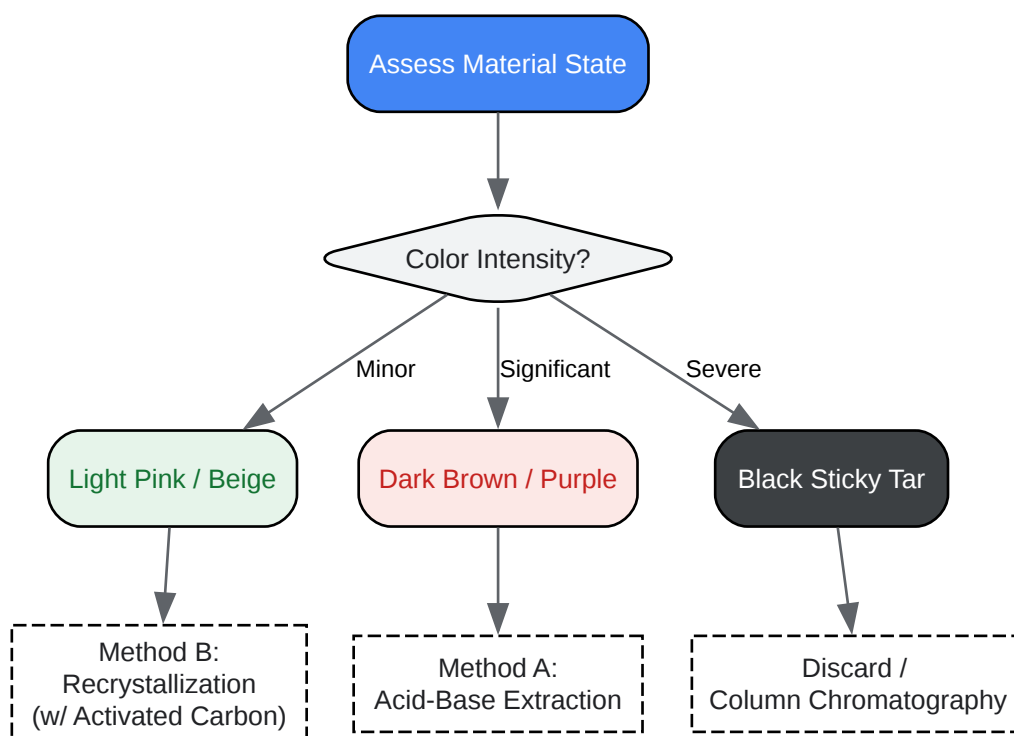 Assess Material State
Color Intensity?
Minor
Significant
Severe
Light Pink / Beige
Dark Brown / Purple
Black Sticky Tar
Method B:
Recrystallization
(w/ Activated Carbon)
Method A:
Acid-Base Extraction
Discard /
Column Chromatography